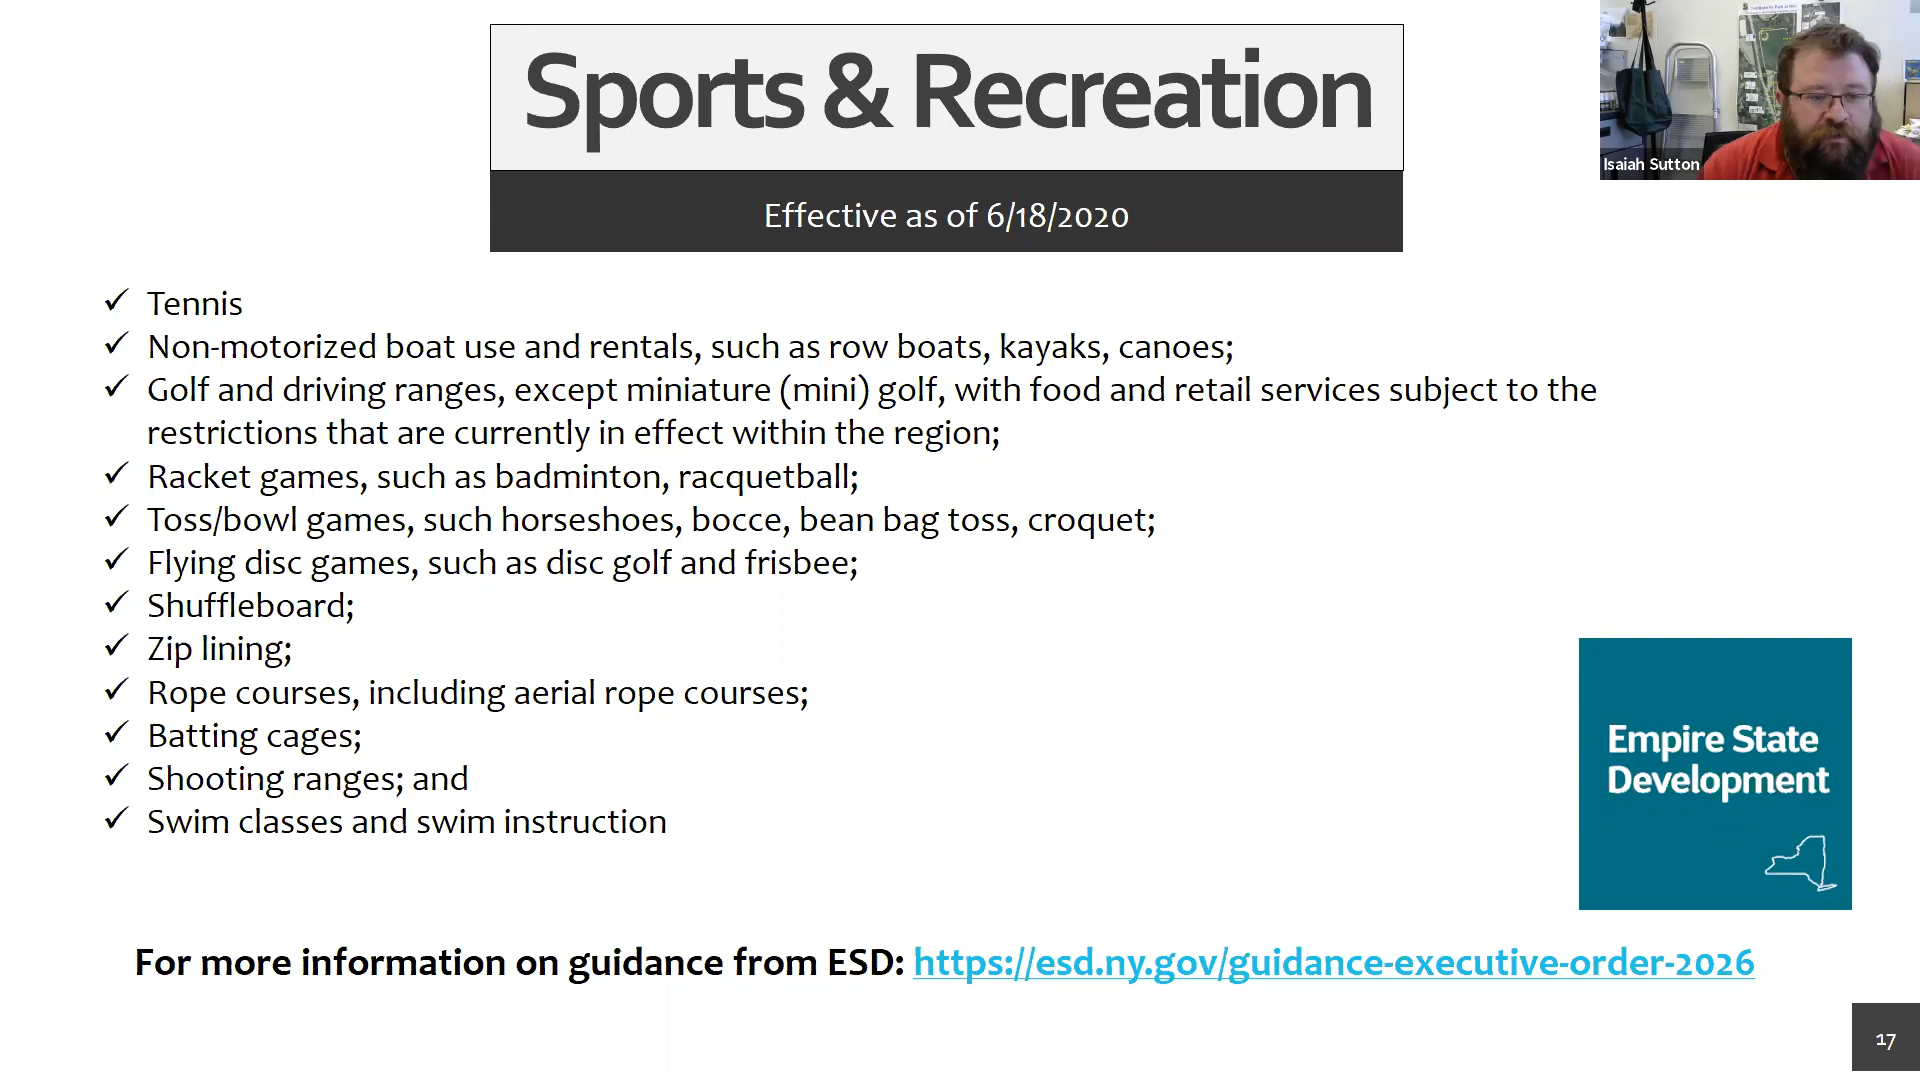 Sports & Recreation
Isaiah Sutton
Effective as of 6/18/2020
✓ Tennis
✓ Non-motorized boat use and rentals, such as row boats, kayaks, canoes;
✓ Golf and driving ranges, except miniature (mini) golf, with food and retail services subject to the
restrictions that are currently in effect within the region;
✓ Racket games, such as badminton, racquetball;
✓ Toss/bowl games, such horseshoes, bocce, bean bag toss, croquet;
✓ Flying disc games, such as disc golf and frisbee;
✓ Shuffleboard;
✓ Zip lining;
✓ Rope courses, including aerial rope courses;
✓ Batting cages;
✓ Shooting ranges; and
✓ Swim classes and swim instruction
Empire State
Development
For more information on guidance from ESD: https://esd.ny.gov/guidance-executive-order-2026
17